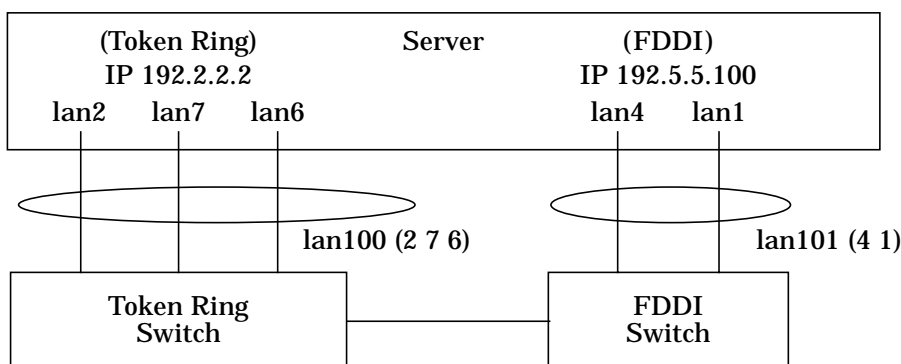 (Token Ring) Server (FDDI)
IP 192.2.2.2 IP 192.5.5.100
lan2 lan7 lan6 lan4 lan1
lan100 (2 7 6) lan101 (4 1)
Token Ring FDDI
Switch Switch